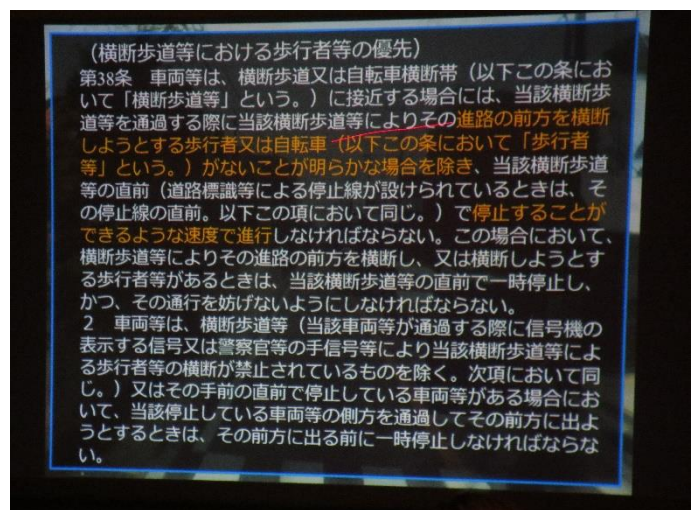 （横断歩道等における歩行者等の優先）
第38条　車両等は、横断歩道又は自転車横断帯（以下この条にお
いて「横断歩道等」という。）に接近する場合には、当該横断歩
道等を通過する際に当該横断歩道等によりその進路の前方を横断
しようとする歩行者又は自転車（以下この条において「歩行者
等」という。）がないことが明らかな場合を除き、当該横断歩道
等の直前（道路標識等による停止線が設けられているときは、そ
の停止線の直前。以下この項において同じ。）で停止することが
できるような速度で進行しなければならない。この場合において、
横断歩道等によりその進路の前方を横断し、又は横断しようとす
る歩行者等があるときは、当該横断歩道等の直前で一時停止し、
かつ、その通行を妨げないようにしなければならない。
２　車両等は、横断歩道等（当該車両等が通過する際に信号機の
表示する信号又は警察官等の手信号等により当該横断歩道等によ
る歩行者等の横断が禁止されているものを除く。次項において同
じ。）又はその手前の直前で停止している車両等がある場合にお
いて、当該停止している車両等の側方を通過してその前方に出よ
うとするときは、その前方に出る前に一時停止しなければならな
い。